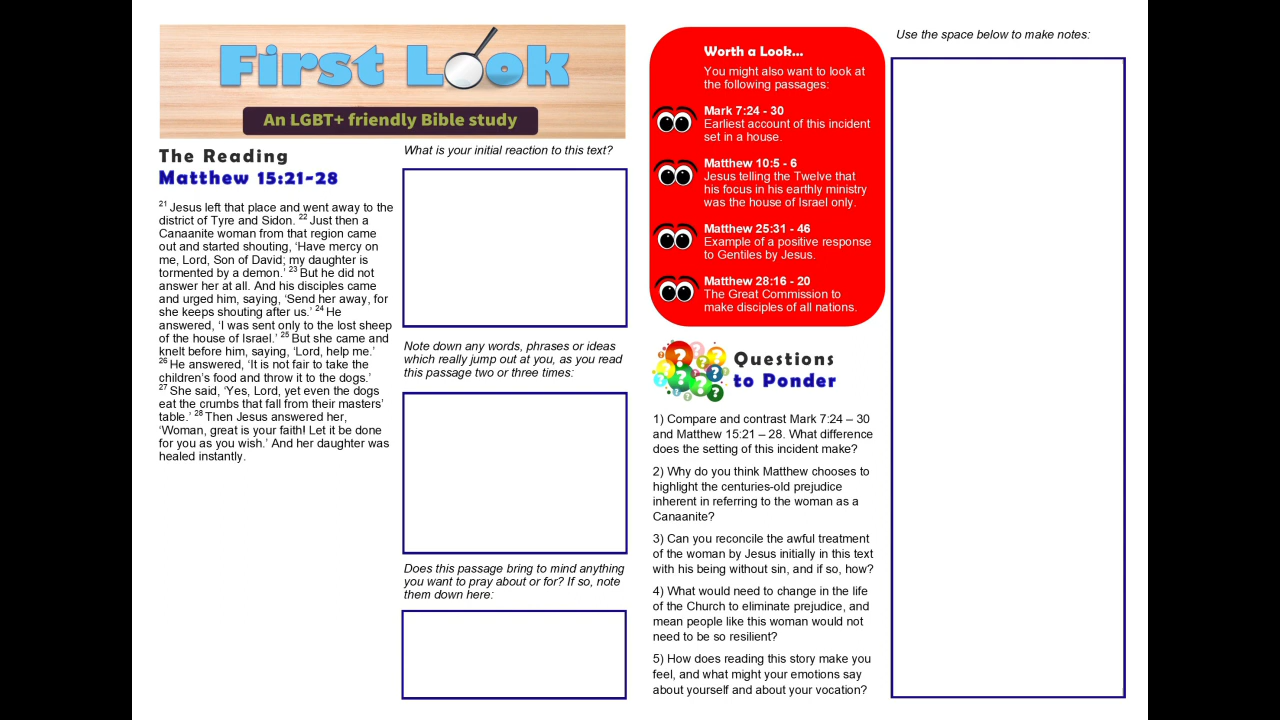 First Look
An LGBT+ friendly Bible study
The Reading
Matthew 15:21-28
21 Jesus left that place and went away to the
district of Tyre and Sidon. 22 Just then a
Canaanite woman from that region came
out and started shouting, ‘Have mercy on
me, Lord, Son of David; my daughter is
tormented by a demon.’ 23 But he did not
answer her at all. And his disciples came
and urged him, saying, ‘Send her away, for
she keeps shouting after us.’ 24 He
answered, ‘I was sent only to the lost sheep
of the house of Israel.’ 25 But she came and
knelt before him, saying, ‘Lord, help me.’
26 He answered, ‘It is not fair to take the
children’s food and throw it to the dogs.’
27 She said, ‘Yes, Lord, yet even the dogs
eat the crumbs that fall from their masters’
table.’ 28 Then Jesus answered her,
‘Woman, great is your faith! Let it be done
for you as you wish.’ And her daughter was
healed instantly.
What is your initial reaction to this text?
Note down any words, phrases or ideas
which really jump out at you, as you read
this passage two or three times:
Does this passage bring to mind anything
you want to pray about or for? If so, note
them down here:
Worth a Look...
You might also want to look at
the following passages:
Mark 7:24 - 30
Earliest account of this incident
set in a house.
Matthew 10:5 - 6
Jesus telling the Twelve that
his focus in his earthly ministry
was the house of Israel only.
Matthew 25:31 - 46
Example of a positive response
to Gentiles by Jesus.
Matthew 28:16 - 20
The Great Commission to
make disciples of all nations.
Questions
to Ponder
1) Compare and contrast Mark 7:24 – 30
and Matthew 15:21 – 28. What difference
does the setting of this incident make?
2) Why do you think Matthew chooses to
highlight the centuries-old prejudice
inherent in referring to the woman as a
Canaanite?
3) Can you reconcile the awful treatment
of the woman by Jesus initially in this text
with his being without sin, and if so, how?
4) What would need to change in the life
of the Church to eliminate prejudice, and
mean people like this woman would not
need to be so resilient?
5) How does reading this story make you
feel, and what might your emotions say
about yourself and about your vocation?
Use the space below to make notes: